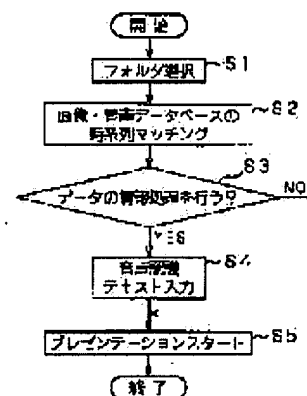 開始
フォルダ選択
S1
画像・音声データベースの
時系列マッチング
S2
S3
データの情報処理を行う?
NO
YES
音声認識
テキスト入力
S4
プレゼンテーションスタート
S5
終了